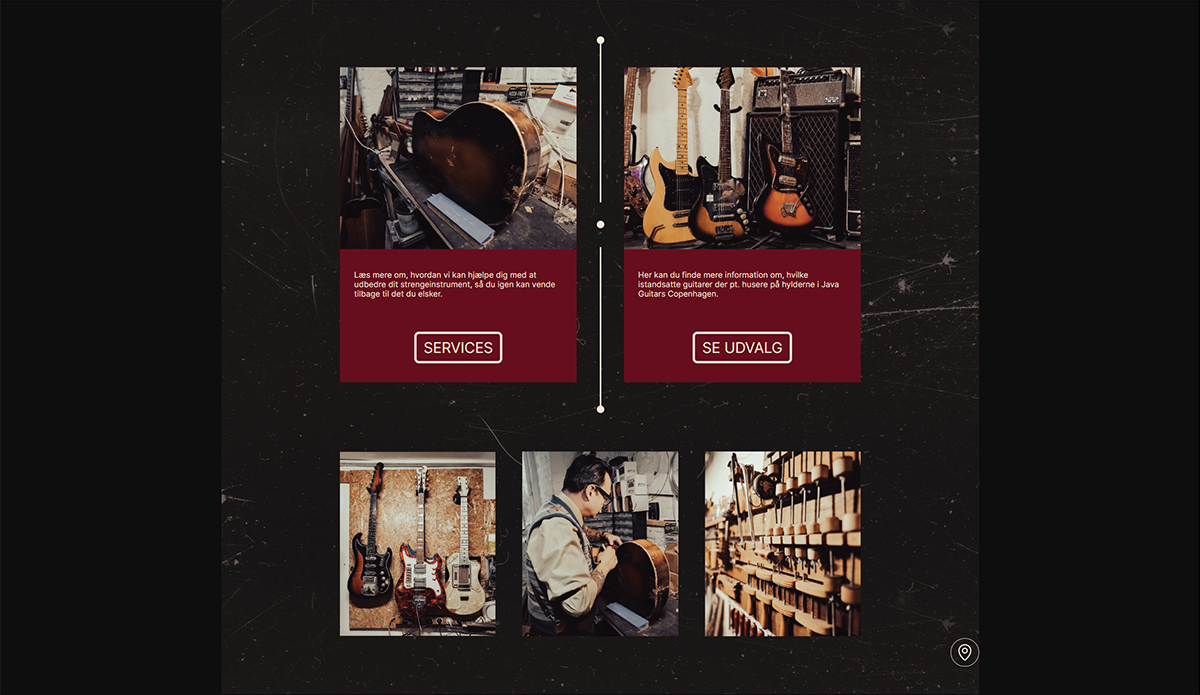 Læs mere om, hvordan vi kan hjælpe dig med at
udbedre dit strengeinstrument, så du igen kan vende
tilbage til det du elsker.
SERVICES
Her kan du finde mere information om, hvilke
istandsatte guitarer der pt. husere på hylderne i Java
Guitars Copenhagen.
SE UDVALG